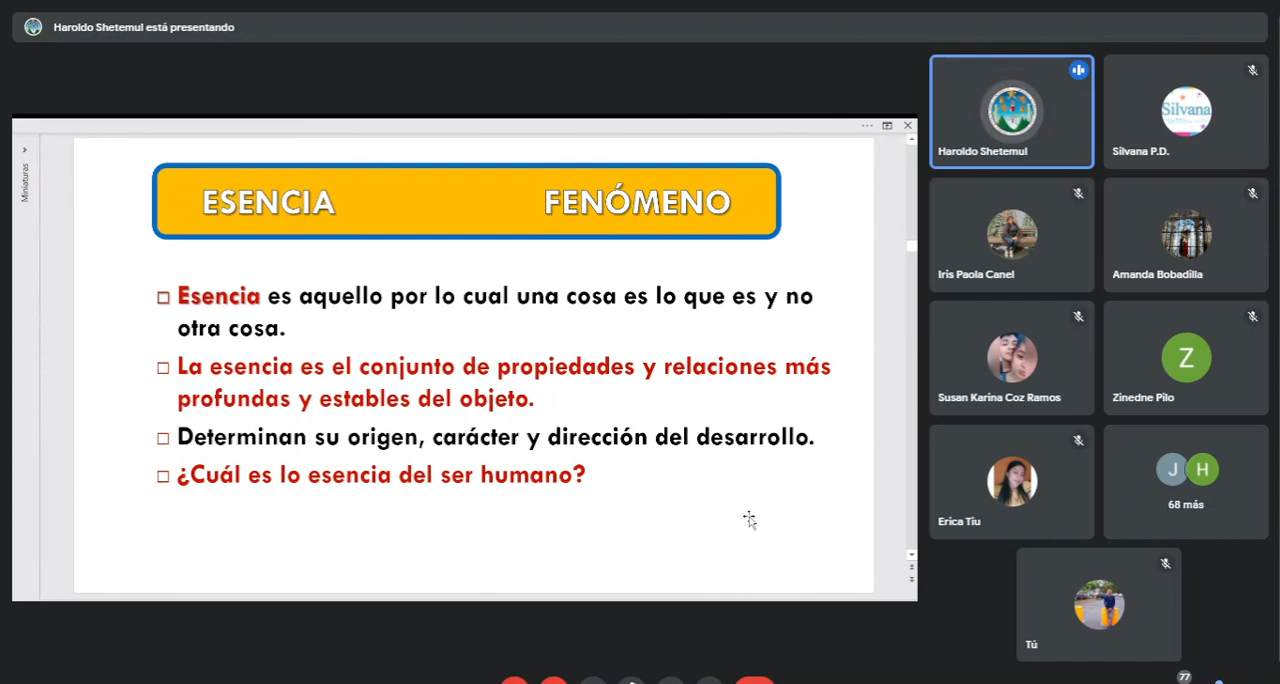 Haroldo Shetemul está presentando
Miniaturas
ESENCIA FENÓMENO
Esencia es aquello por lo cual una cosa es lo que es y no
otra cosa.
La esencia es el conjunto de propiedades y relaciones más
profundas y estables del objeto.
Determinan su origen, carácter y dirección del desarrollo.
¿Cuál es lo esencia del ser humano?
Haroldo Shetemul
Silvana
Silvana P.D.
Iris Paola Canel
Amanda Bobadilla
Susan Karina Coz Ramos
Z
Zinedne Pilo
Erica Tiu
J H
68 más
Tú
77